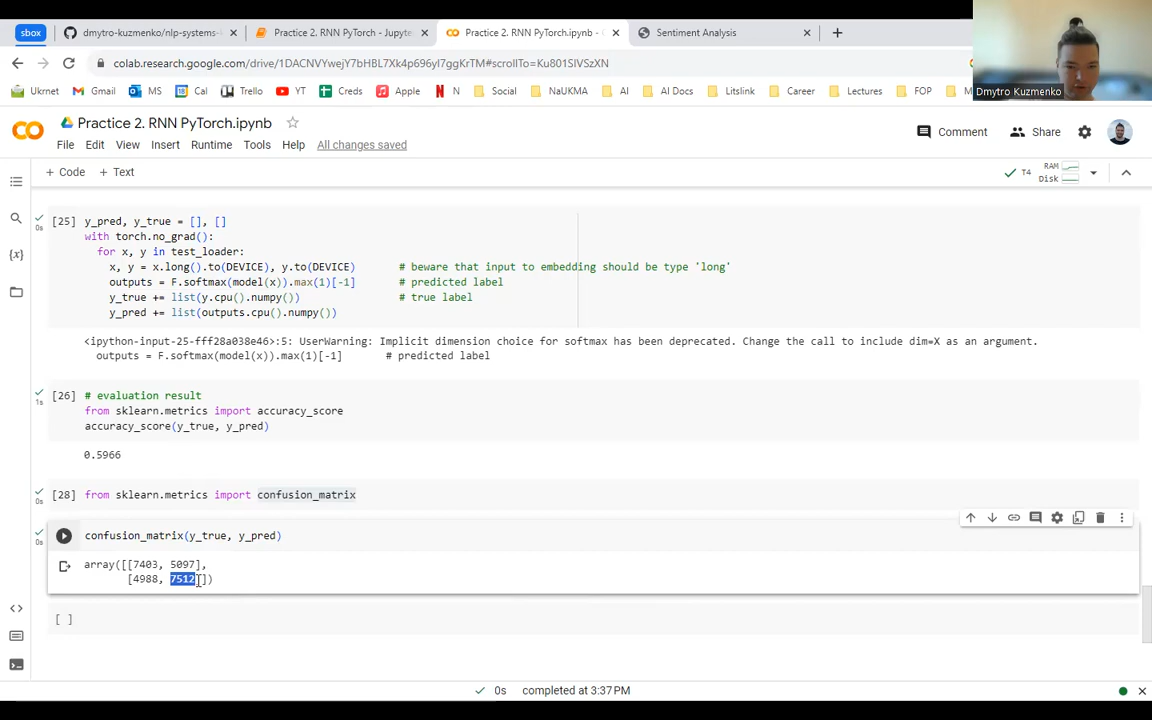 sbox
dmytro-kuzmenko/nlp-systems-
Practice 2. RNN PyTorch - Jupyte
Practice 2. RNN PyTorch.ipynb - C
Sentiment Analysis
colab.research.google.com/drive/1DACNVYwejY7bHBL7Xk4p696yI7ggKrTM#scrollTo=Ku801SlVSzXN
Ukrnet
Gmail
MS
Cal
Trello
YT
Creds
Apple
N
Social
NaUKMA
AI
AI Docs
Litslink
Career
Lectures
FOP
M
Dmytro Kuzmenko
Practice 2. RNN PyTorch.ipynb
File Edit View Insert Runtime Tools Help All changes saved
Comment
Share
+ Code + Text
T4
RAM
Disk
[25] y_pred, y_true = [], []
0s
with torch.no_grad():
for x, y in test_loader:
x, y = x.long().to(DEVICE), y.to(DEVICE) # beware that input to embedding should be type 'long'
outputs = F.softmax(model(x)).max(1)[-1] # predicted label
y_true += list(y.cpu().numpy()) # true label
y_pred += list(outputs.cpu().numpy())
<ipython-input-25-fff28a038e46>:5: UserWarning: Implicit dimension choice for softmax has been deprecated. Change the call to include dim=X as an argument.
outputs = F.softmax(model(x)).max(1)[-1] # predicted label
[26] # evaluation result
1s
from sklearn.metrics import accuracy_score
accuracy_score(y_true, y_pred)
0.5966
[28] from sklearn.metrics import confusion_matrix
0s
confusion_matrix(y_true, y_pred)
0s
array([[7403, 5097],
[4988, 7512]])
[ ]
0s completed at 3:37 PM